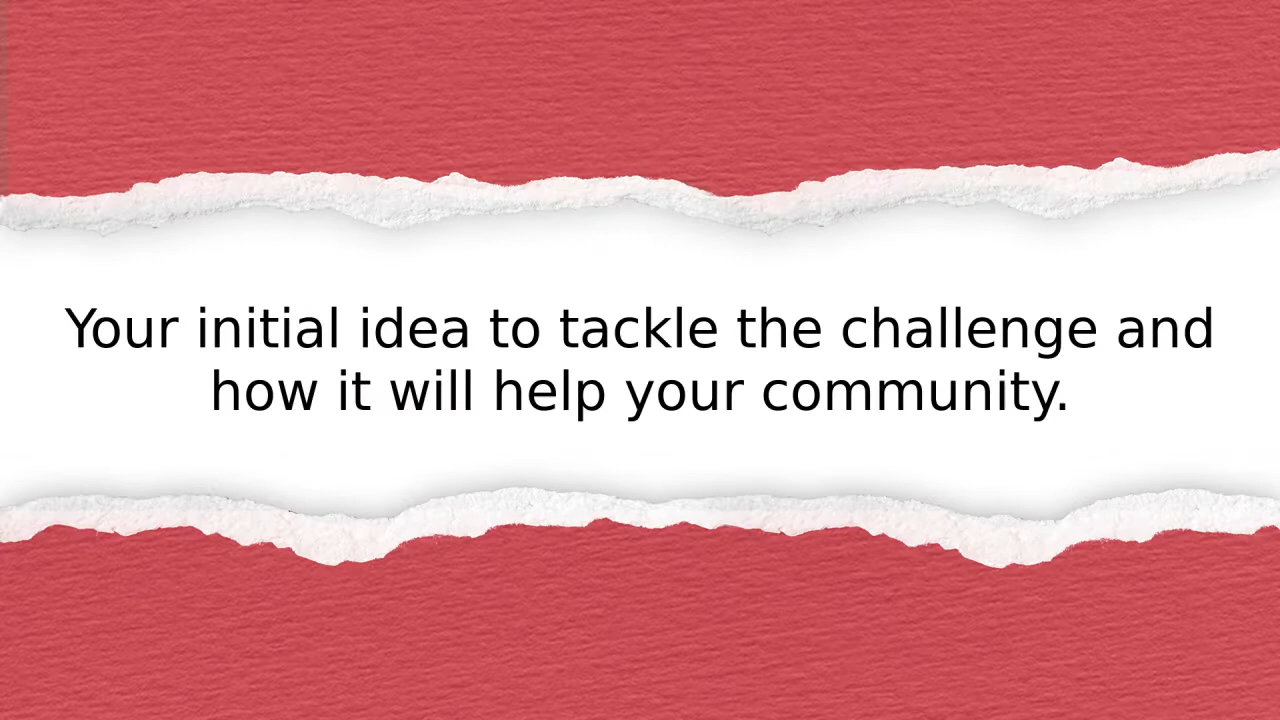 Your initial idea to tackle the challenge and
how it will help your community.